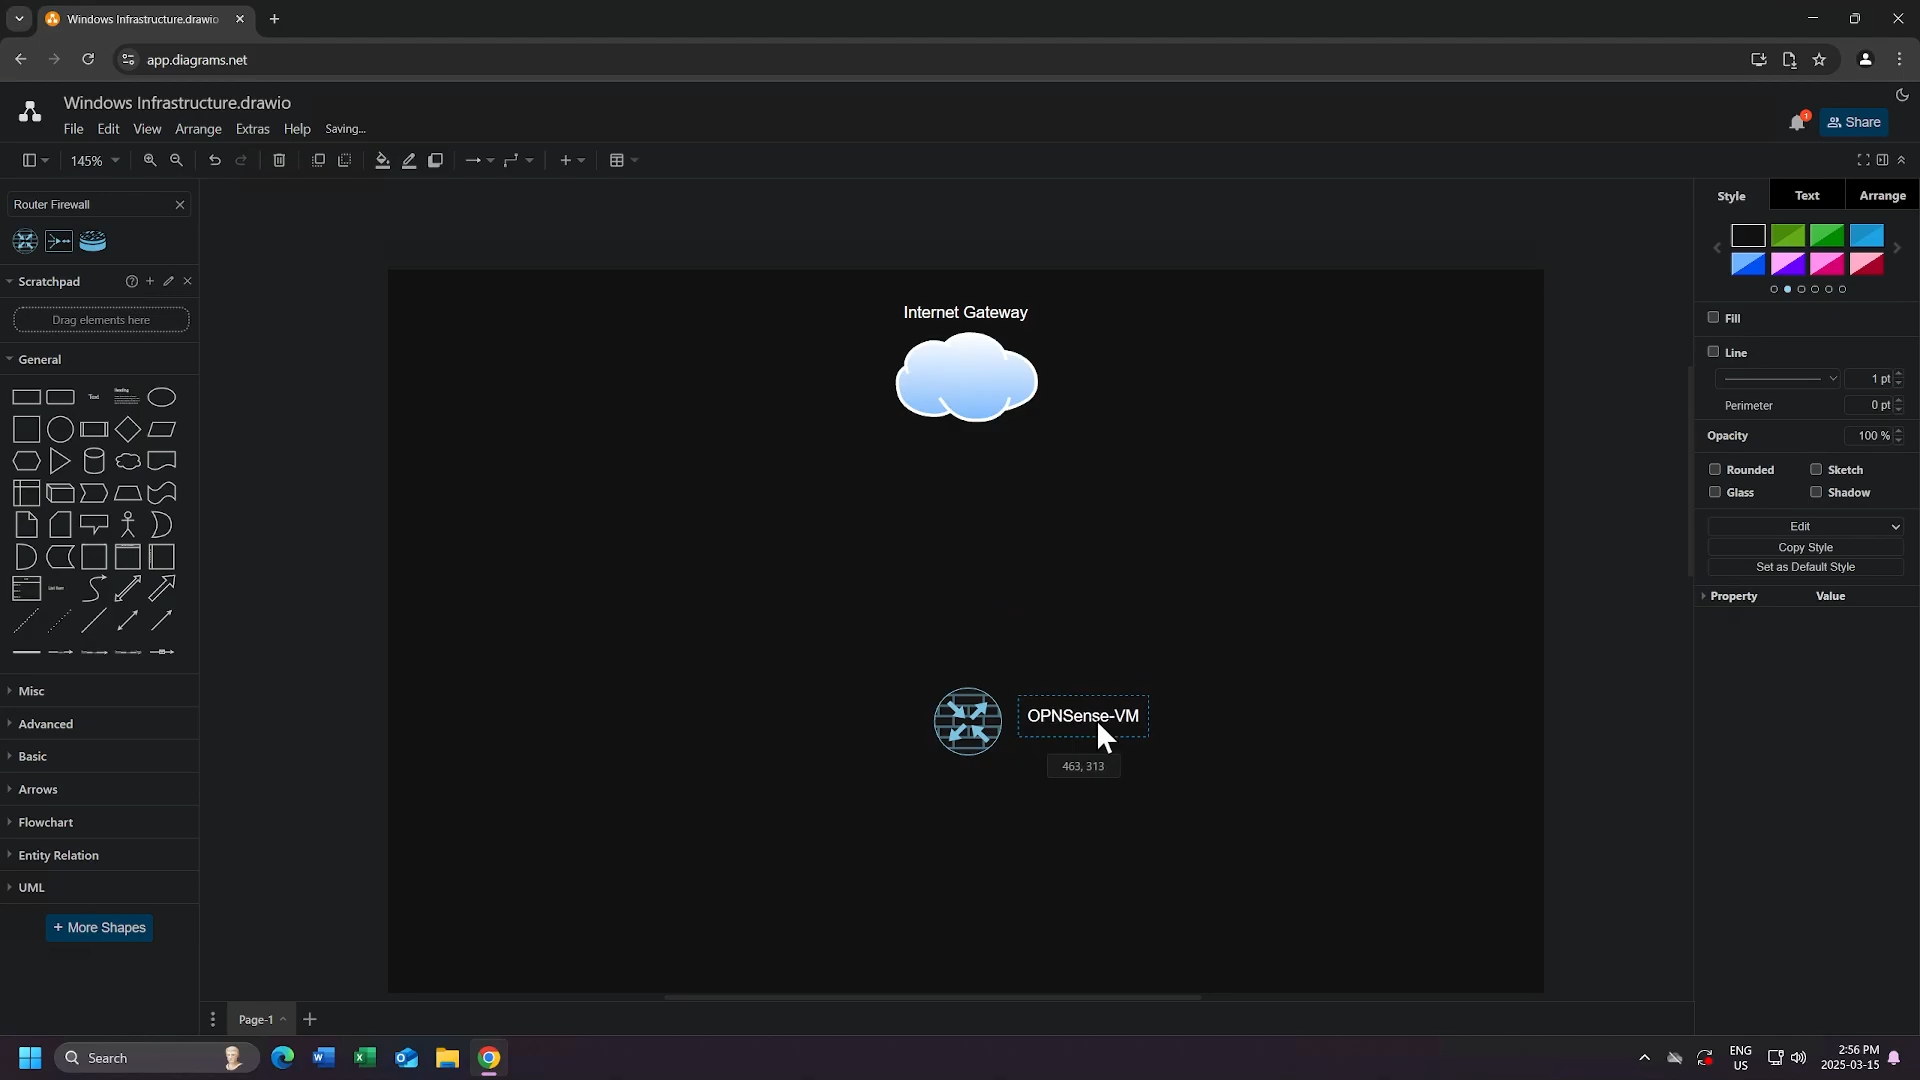 Windows Infrastructure.drawio
app.diagrams.net
Windows Infrastructure.drawio
File Edit View Arrange Extras Help Saving...
1
Share
145%
Router Firewall
Scratchpad
Drag elements here
General
Text
Heading
List Item
Misc
Advanced
Basic
Arrows
Flowchart
Entity Relation
UML
+ More Shapes
Internet Gateway
OPNSense-VM
463, 313
Style Text Arrange
Fill
Line
1 pt
Perimeter 0 pt
Opacity 100 %
Rounded Sketch
Glass Shadow
Edit
Copy Style
Set as Default Style
Property Value
Page-1
Search
ENG
US
2:56 PM
2025-03-15